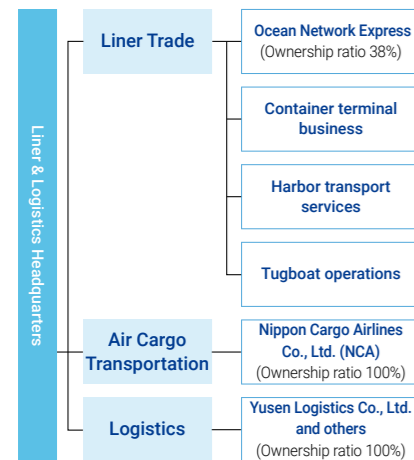 Liner & Logistics Headquarters
Liner Trade
Ocean Network Express
(Ownership ratio 38%)
Container terminal
business
Harbor transport
services
Tugboat operations
Air Cargo
Transportation
Nippon Cargo Airlines
Co., Ltd. (NCA)
(Ownership ratio 100%)
Logistics
Yusen Logistics Co., Ltd.
and others
(Ownership ratio 100%)